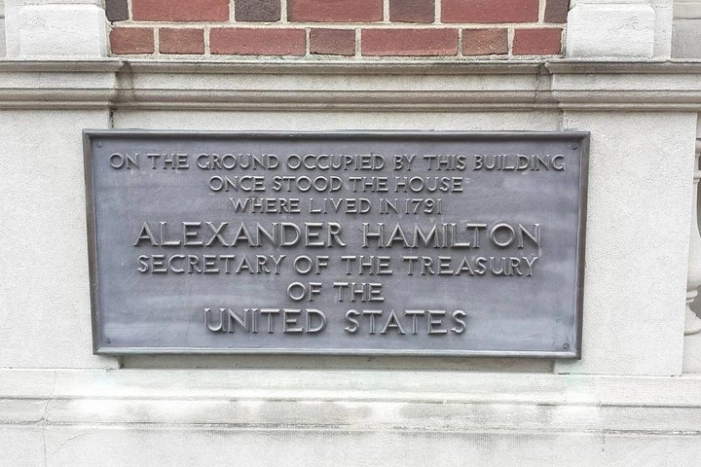 ON THE GROUND OCCUPIED BY THIS BUILDING
ONCE STOOD THE HOUSE
WHERE LIVED IN 1791
ALEXANDER HAMILTON
SECRETARY OF THE TREASURY
OF THE
UNITED STATES